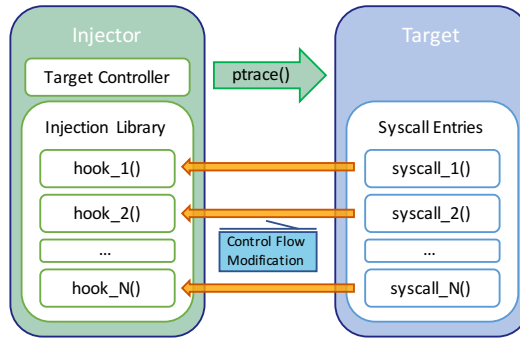 Injector
Target Controller
Injection Library
hook_1()
hook_2()
...
hook_N()
ptrace()
Control Flow
Modification
Target
Syscall Entries
syscall_1()
syscall_2()
...
syscall_N()